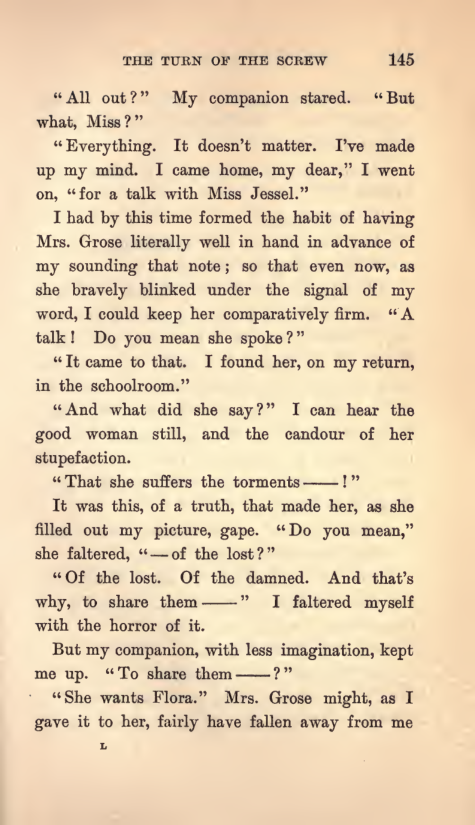 THE TURN OF THE SCREW 145
“All out?” My companion stared. “But
what, Miss?”
“Everything. It doesn’t matter. I’ve made
up my mind. I came home, my dear,” I went
on, “for a talk with Miss Jessel.”
I had by this time formed the habit of having
Mrs. Grose literally well in hand in advance of
my sounding that note; so that even now, as
she bravely blinked under the signal of my
word, I could keep her comparatively firm. “A
talk! Do you mean she spoke?”
“It came to that. I found her, on my return,
in the schoolroom.”
“And what did she say?” I can hear the
good woman still, and the candour of her
stupefaction.
“That she suffers the torments——!”
It was this, of a truth, that made her, as she
filled out my picture, gape. “Do you mean,”
she faltered, “—of the lost?”
“Of the lost. Of the damned. And that’s
why, to share them——” I faltered myself
with the horror of it.
But my companion, with less imagination, kept
me up. “To share them——?”
“She wants Flora.” Mrs. Grose might, as I
gave it to her, fairly have fallen away from me
L